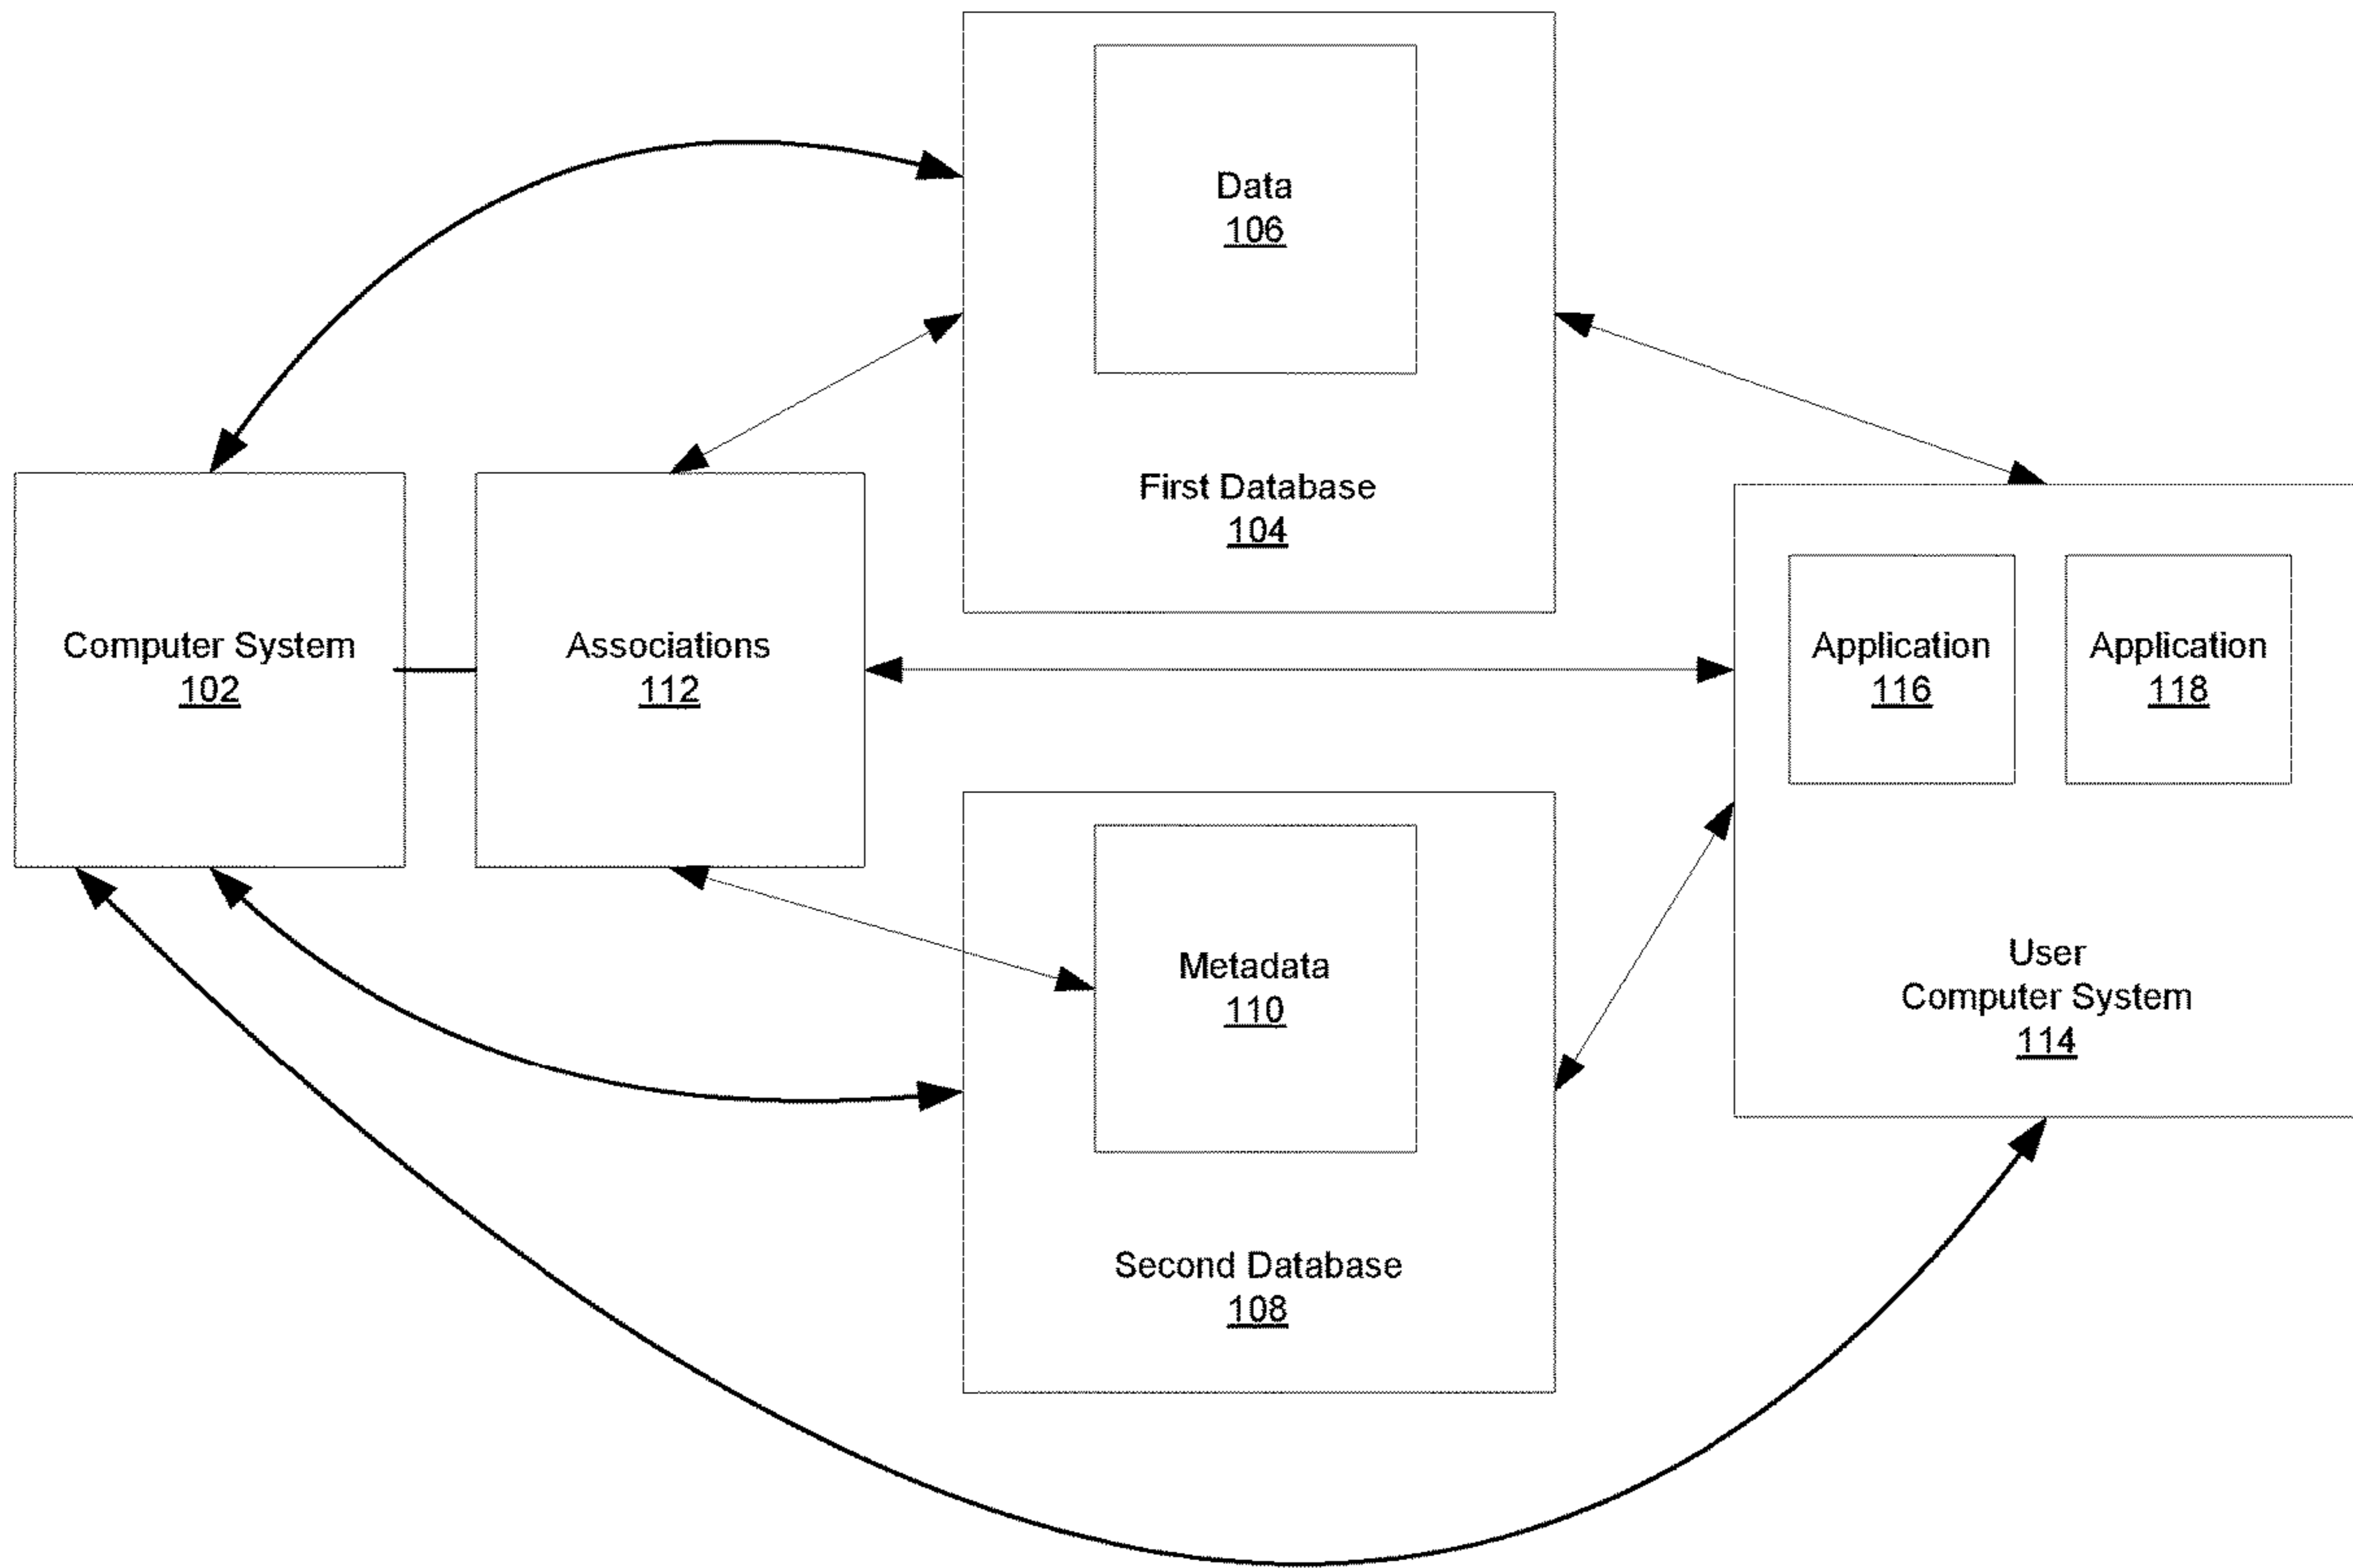 Data
106
First Database
104
Computer System
102
Associations
112
Application
116
Application
118
Metadata
110
User
Computer System
114
Second Database
108